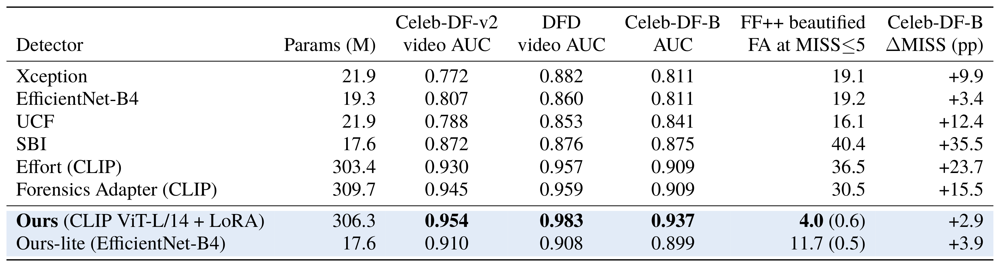 Detector Params (M) Celeb-DF-v2 video AUC DFD video AUC Celeb-DF-B AUC FF++ beautified FA at MISS≤5 Celeb-DF-B ΔMISS (pp)
Xception 21.9 0.772 0.882 0.811 19.1 +9.9
EfficientNet-B4 19.3 0.807 0.860 0.811 19.2 +3.4
UCF 21.9 0.788 0.853 0.841 16.1 +12.4
SBI 17.6 0.872 0.876 0.875 40.4 +35.5
Effort (CLIP) 303.4 0.930 0.957 0.909 36.5 +23.7
Forensics Adapter (CLIP) 309.7 0.945 0.959 0.909 30.5 +15.5
Ours (CLIP ViT-L/14 + LoRA) 306.3 0.954 0.983 0.937 4.0 (0.6) +2.9
Ours-lite (EfficientNet-B4) 17.6 0.910 0.908 0.899 11.7 (0.5) +3.9